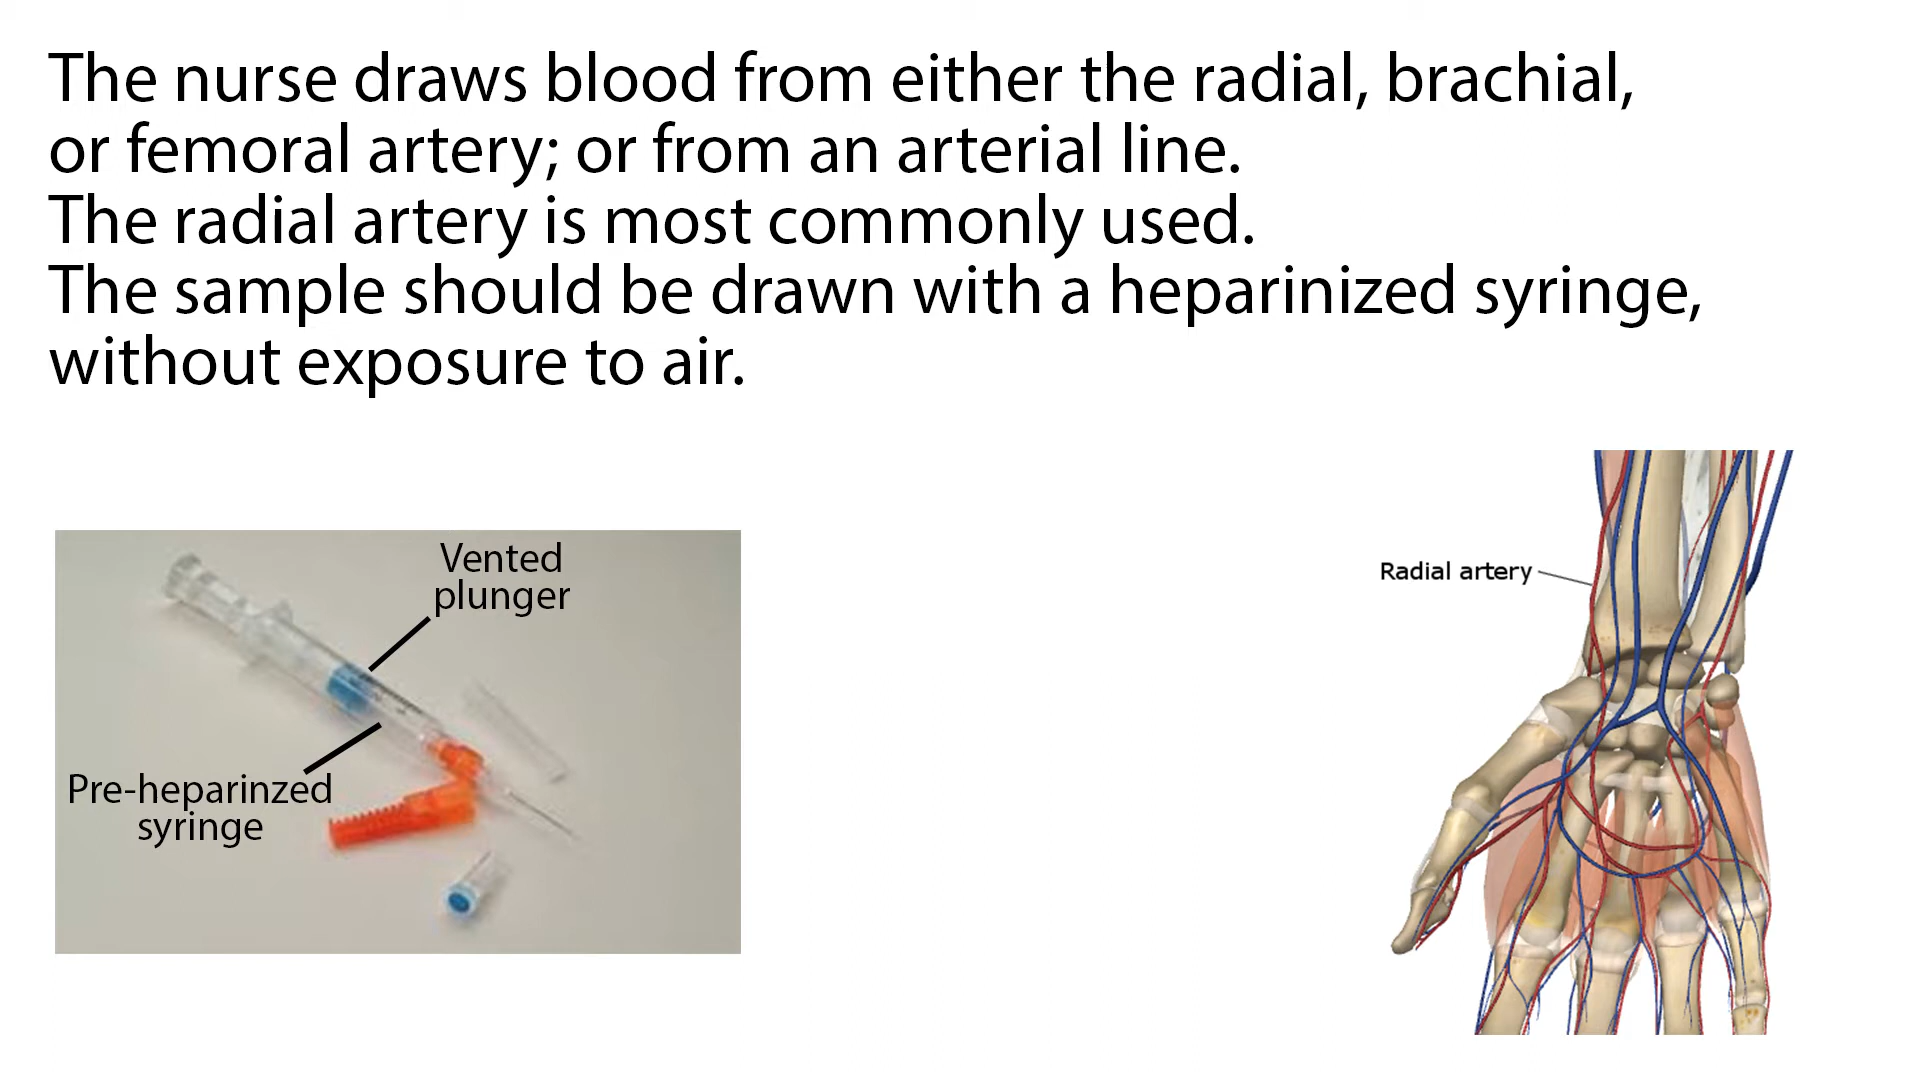 The nurse draws blood from either the radial, brachial,
or femoral artery; or from an arterial line.
The radial artery is most commonly used.
The sample should be drawn with a heparinized syringe,
without exposure to air.
Vented
plunger
Pre-heparinzed
syringe
Radial artery